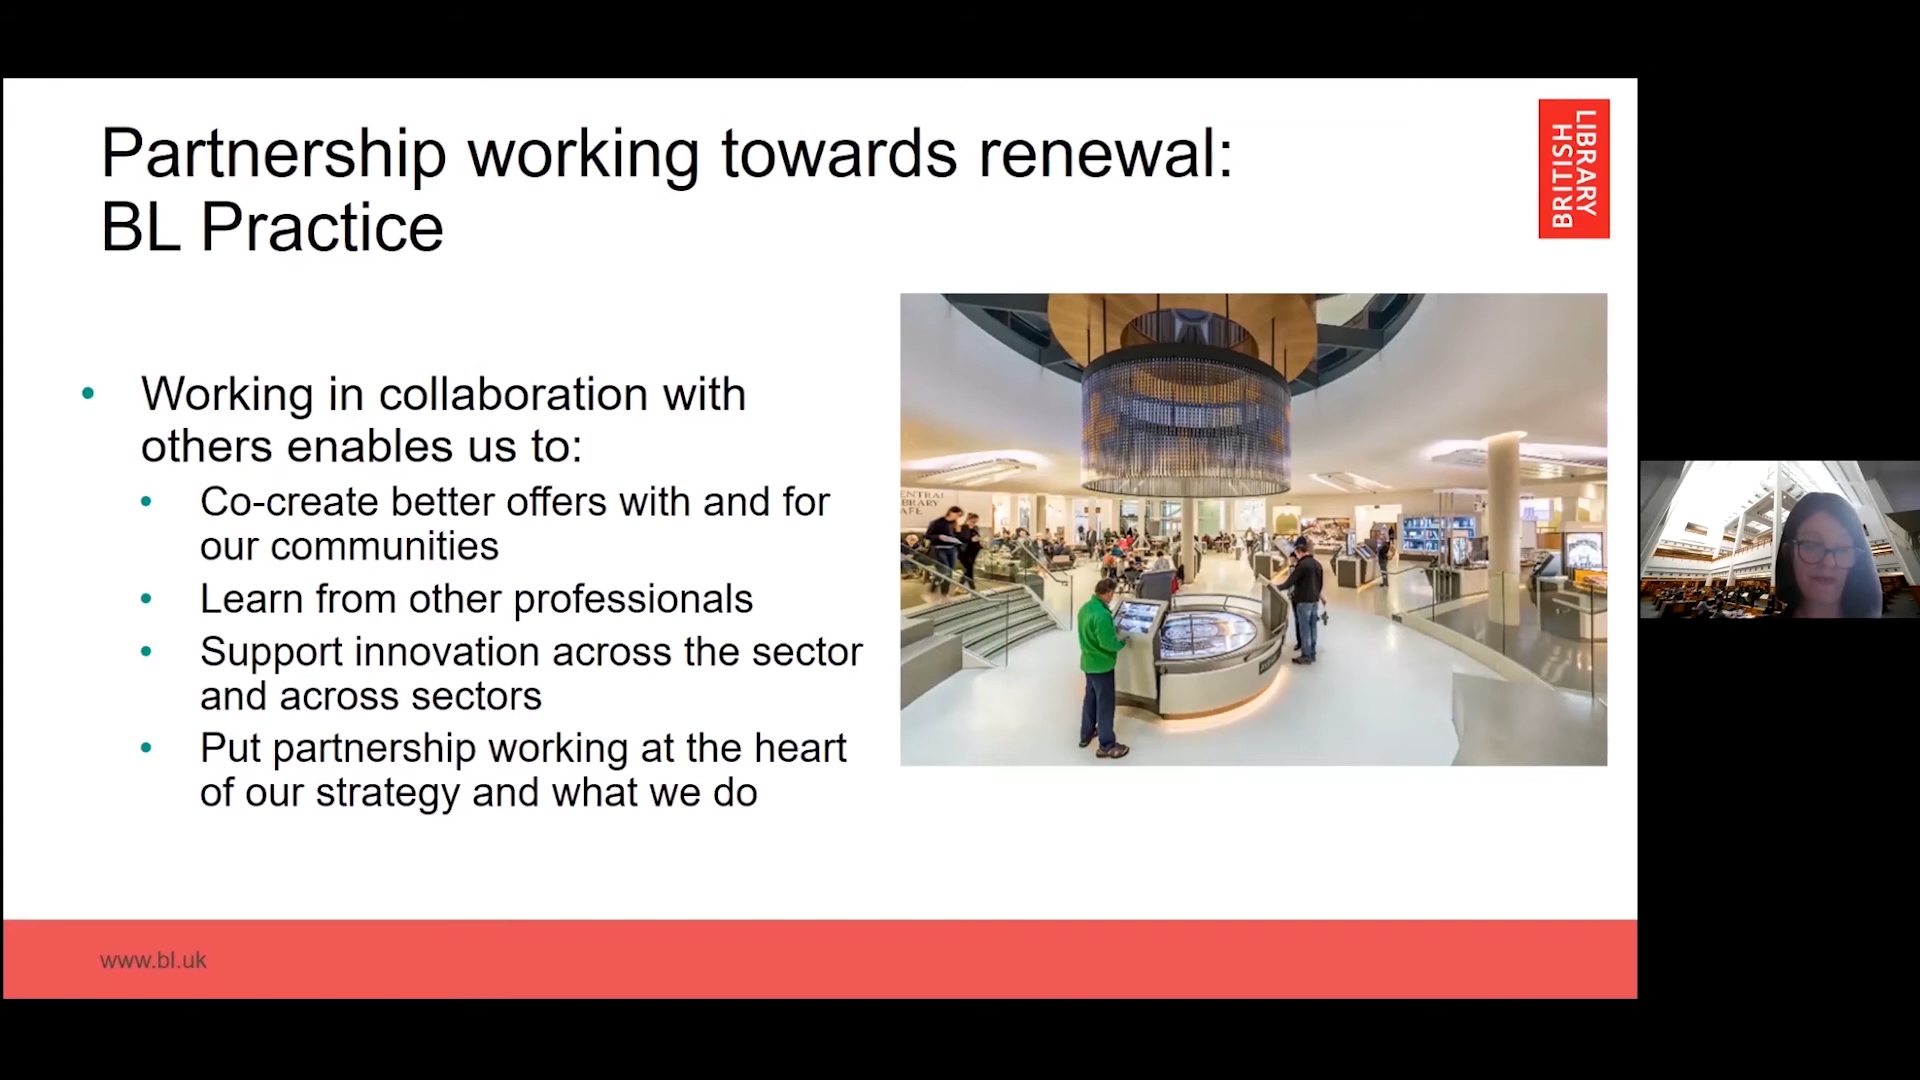 Partnership working towards renewal:
BL Practice
BRITISH
LIBRARY
• Working in collaboration with
others enables us to:
• Co-create better offers with and for
our communities
• Learn from other professionals
• Support innovation across the sector
and across sectors
• Put partnership working at the heart
of our strategy and what we do
www.bl.uk